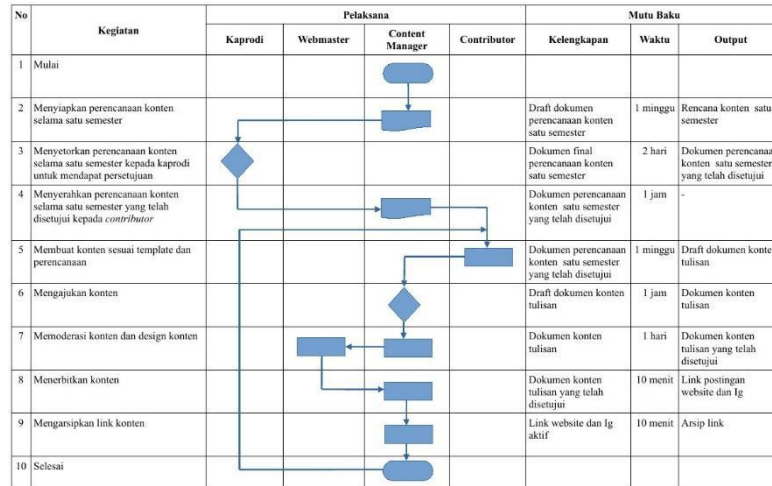 No
Kegiatan
Pelaksana
Mutu Baku
Kaprodi
Webmaster
Content
Manager
Contributor
Kelengkapan
Waktu
Output
1
Mulai
2
Menyiapkan perencanaan konten
selama satu semester
Draft dokumen
perencanaan konten
satu semester
1 minggu
Rencana konten satu
semester
3
Menyetorkan perencanaan konten
selama satu semester kepada kaprodi
untuk mendapat persetujuan
Dokumen final
perencanaan konten
satu semester
2 hari
Dokumen perencanaa
konten satu semester
yang telah disetujui
4
Menyerahkan perencanaan konten
selama satu semester yang telah
disetujui kepada contributor
Dokumen perencanaan
konten satu semester
yang telah disetujui
1 jam
-
5
Membuat konten sesuai template dan
perencanaan
Dokumen perencanaan
konten satu semester
yang telah disetujui
1 minggu
Draft dokumen konte
tulisan
6
Mengajukan konten
Draft dokumen konten
tulisan
1 jam
Dokumen konten
tulisan
7
Memoderasi konten dan design konten
Dokumen konten
tulisan
1 hari
Dokumen konten
tulisan yang telah
disetujui
8
Menerbitkan konten
Dokumen konten
tulisan yang telah
disetujui
10 menit
Link postingan
website dan Ig
9
Mengarsipkan link konten
Link website dan Ig
aktif
10 menit
Arsip link
10
Selesai